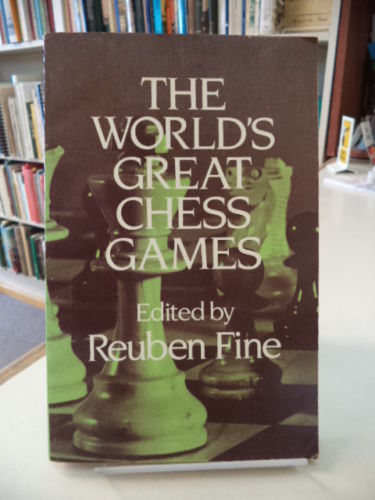 THE
WORLD'S
GREAT
CHESS
GAMES
Edited by
Reuben Fine